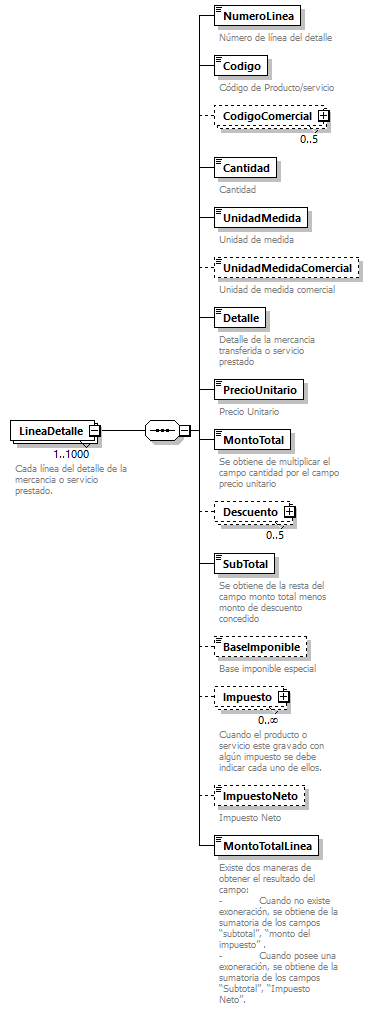 NumeroLinea
Número de línea del detalle
Codigo
Código de Producto/servicio
CodigoComercial
0..5
Cantidad
Cantidad
UnidadMedida
Unidad de medida
UnidadMedidaComercial
Unidad de medida comercial
Detalle
Detalle de la mercancia
transferida o servicio
prestado
PrecioUnitario
Precio Unitario
LineaDetalle
1..1000
Cada línea del detalle de la
mercancia o servicio
prestado.
MontoTotal
Se obtiene de multiplicar el
campo cantidad por el campo
precio unitario
Descuento
0..5
SubTotal
Se obtiene de la resta del
campo monto total menos
monto de descuento
concedido
BaseImponible
Base imponible especial
Impuesto
0..∞
Cuando el producto o
servicio este gravado con
algún impuesto se debe
indicar cada uno de ellos.
ImpuestoNeto
Impuesto Neto
MontoTotalLinea
Existe dos maneras de
obtener el resultado del
campo:
- Cuando no existe
exoneración, se obtiene de la
sumatoria de los campos
“subtotal”, “monto del
impuesto” .
- Cuando posee una
exoneración, se obtiene de la
sumatoria de los campos
“Subtotal”, “Impuesto
Neto”.